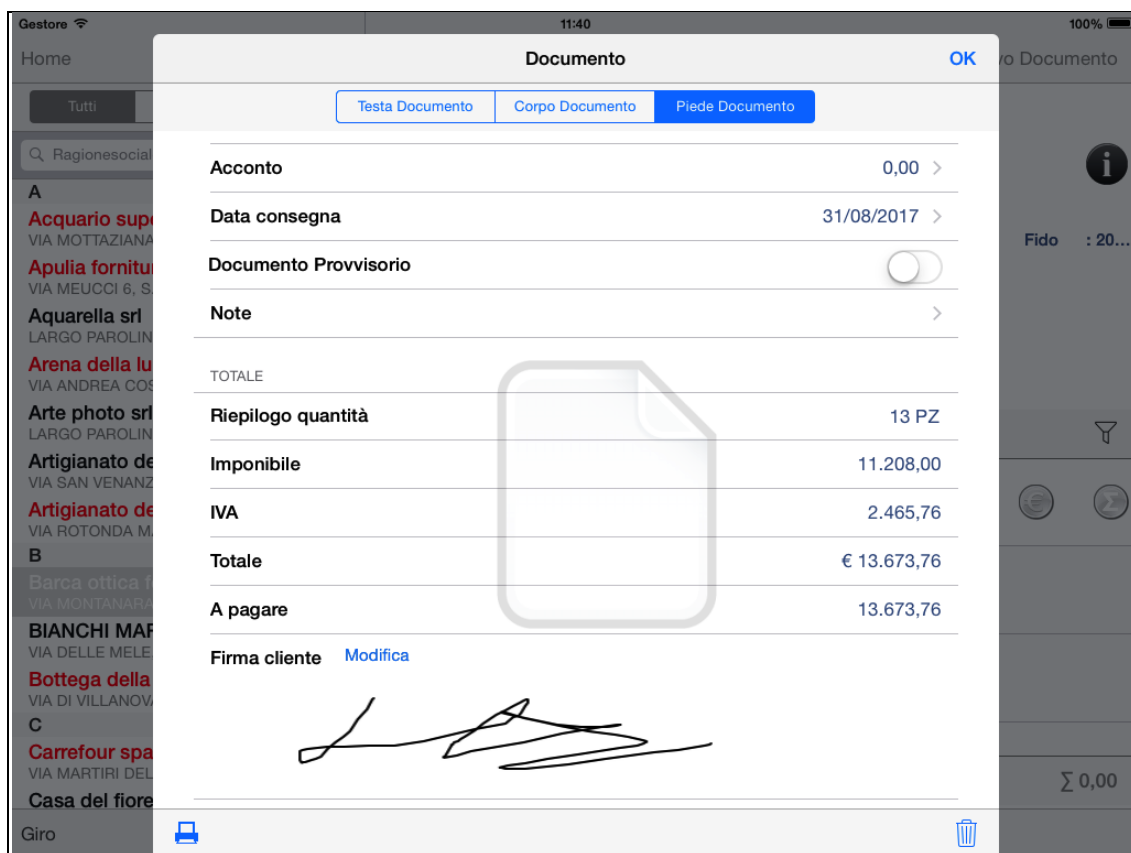 Gestore 11:40 100%
Home Documento OK vo Documento
Tutti Testa Documento Corpo Documento Piede Documento
Ragionesocial
A
Acquario supe
VIA MOTTAZIANA
Apulia fornitu
VIA MEUCCI 6, S.
Aquarella srl
LARGO PAROLIN
Arena della lu
VIA ANDREA COS
Arte photo srl
LARGO PAROLIN
Artigianato de
VIA SAN VENANZ
Artigianato de
VIA ROTONDA M
B
Barca ottica f
VIA MONTANARA
BIANCHI MAR
VIA DELLE MELE
Bottega della
VIA DI VILLANOVA
C
Carrefour spa
VIA MARTIRI DEL
Casa del fiore
Giro
Acconto 0,00
Data consegna 31/08/2017
Documento Provvisorio
Note
TOTALE
Riepilogo quantità 13 PZ
Imponibile 11.208,00
IVA 2.465,76
Totale € 13.673,76
A pagare 13.673,76
Firma cliente Modifica
i
Fido : 20...
€ Σ
Σ 0,00